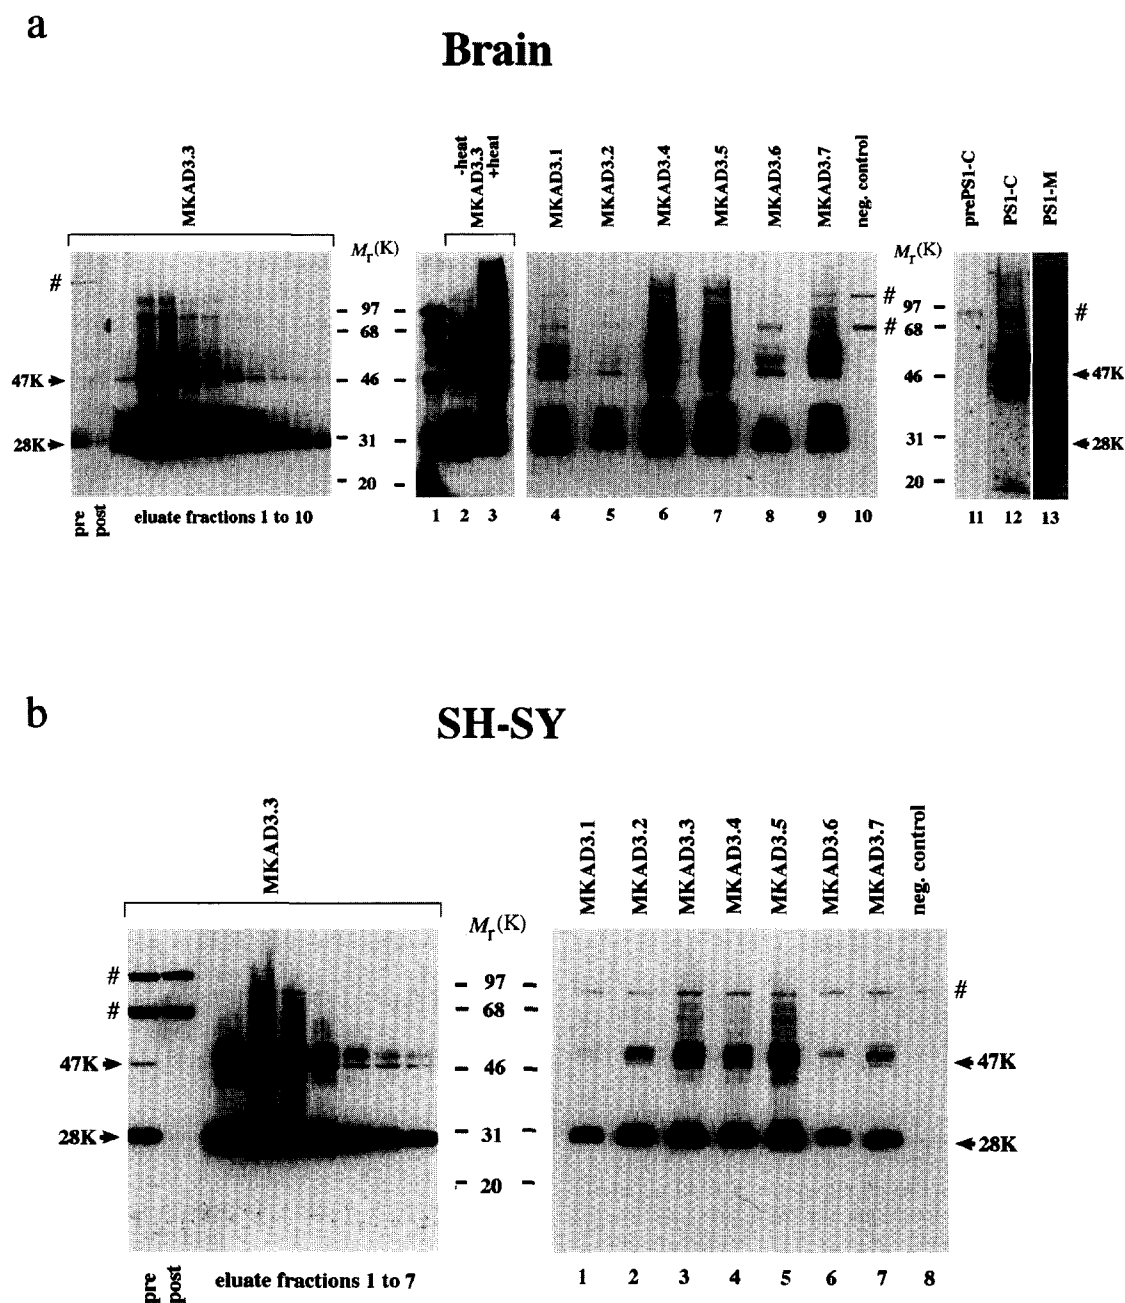 a
Brain
MKAD3.3
-heat
MKAD3.3
+heat
MKAD3.1
MKAD3.2
MKAD3.4
MKAD3.5
MKAD3.6
MKAD3.7
neg. control
prePS1-C
PS1-C
PS1-M
Mr(K)
Mr(K)
#
#
#
#
97
68
46
31
20
97
68
46
31
20
47K
28K
47K
28K
pre
post
eluate fractions 1 to 10
1 2 3 4 5 6 7 8 9 10 11 12 13
b
SH-SY
MKAD3.3
MKAD3.1
MKAD3.2
MKAD3.3
MKAD3.4
MKAD3.5
MKAD3.6
MKAD3.7
neg. control
Mr(K)
#
#
#
97
68
46
31
20
47K
28K
47K
28K
pre
post
eluate fractions 1 to 7
1 2 3 4 5 6 7 8